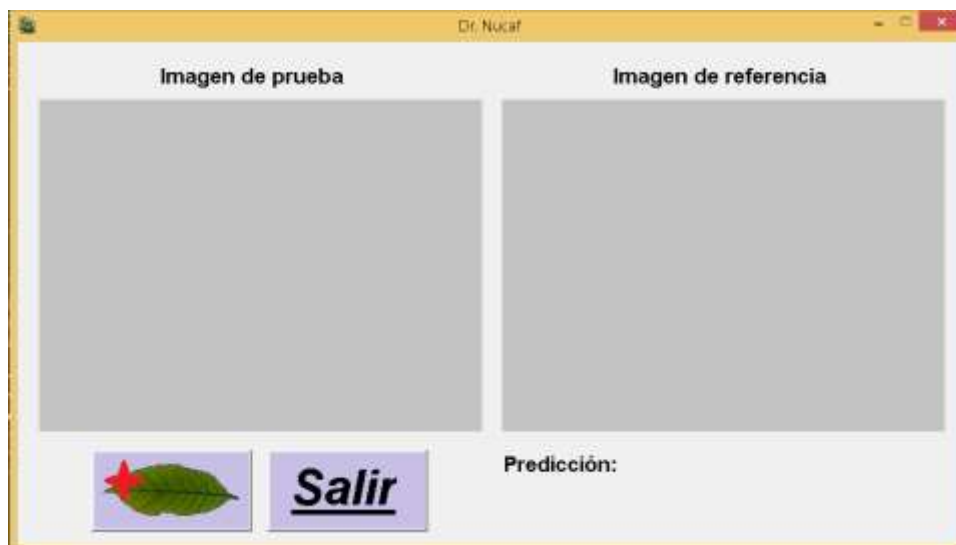 Dr. Nucaf
Imagen de prueba
Imagen de referencia
Predicción:
Salir